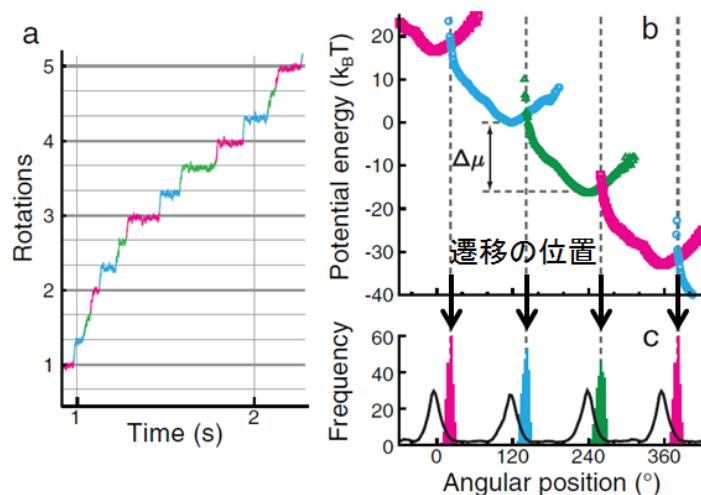 a
Rotations
5
4
3
2
1
1
2
Time (s)
b
Potential energy (kBT)
20
10
0
-10
-20
-30
-40
Δμ
遷移の位置
c
Frequency
60
40
20
0
0
120
240
360
Angular position (°)